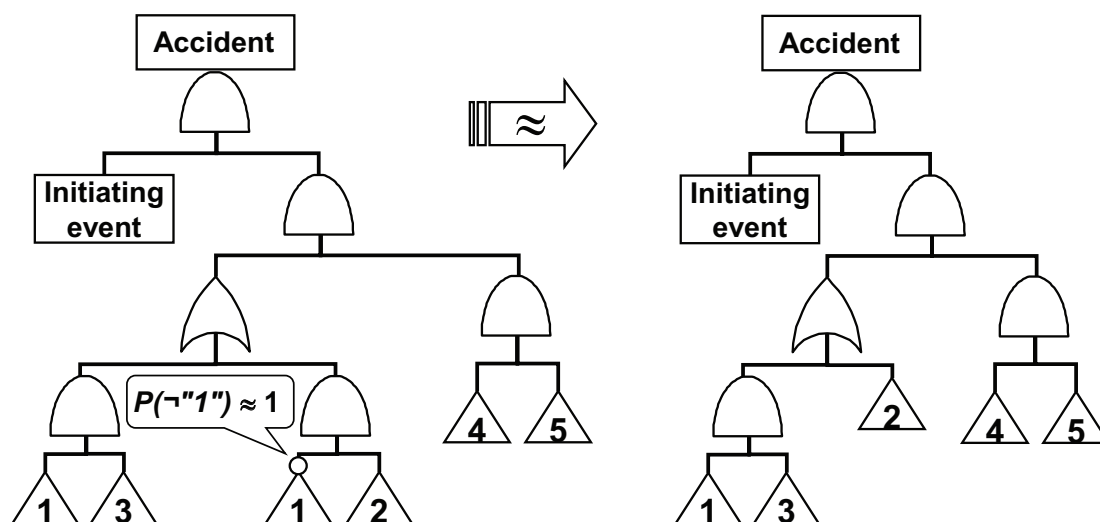 Accident
Initiating
event
P(¬"1") ≈ 1
4
5
1
3
1
2
≈
Accident
Initiating
event
2
4
5
1
3